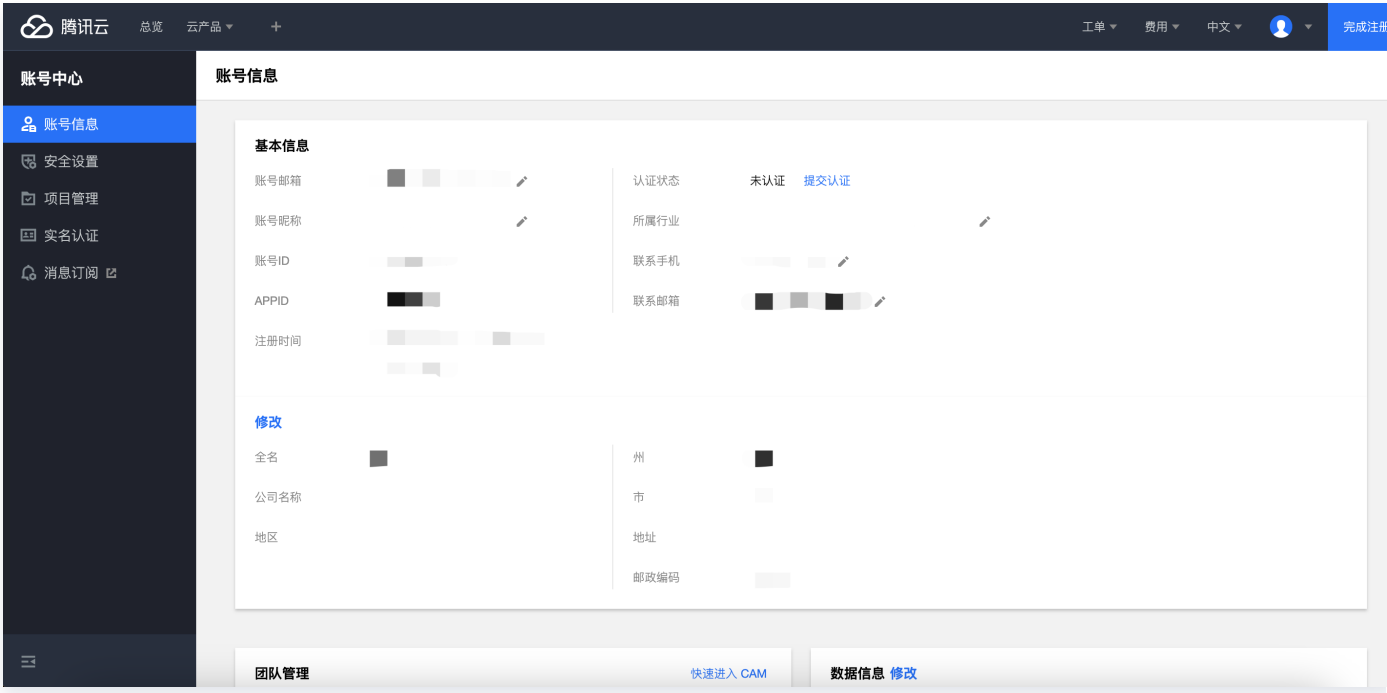 腾讯云 总览 云产品 工单 费用 中文 完成注册
账号中心
账号信息
安全设置
项目管理
实名认证
消息订阅
账号信息
基本信息
账号邮箱
账号昵称
账号ID
APPID
注册时间
认证状态 未认证 提交认证
所属行业
联系手机
联系邮箱
修改
全名
公司名称
地区
州
市
地址
邮政编码
团队管理 快速进入 CAM
数据信息 修改